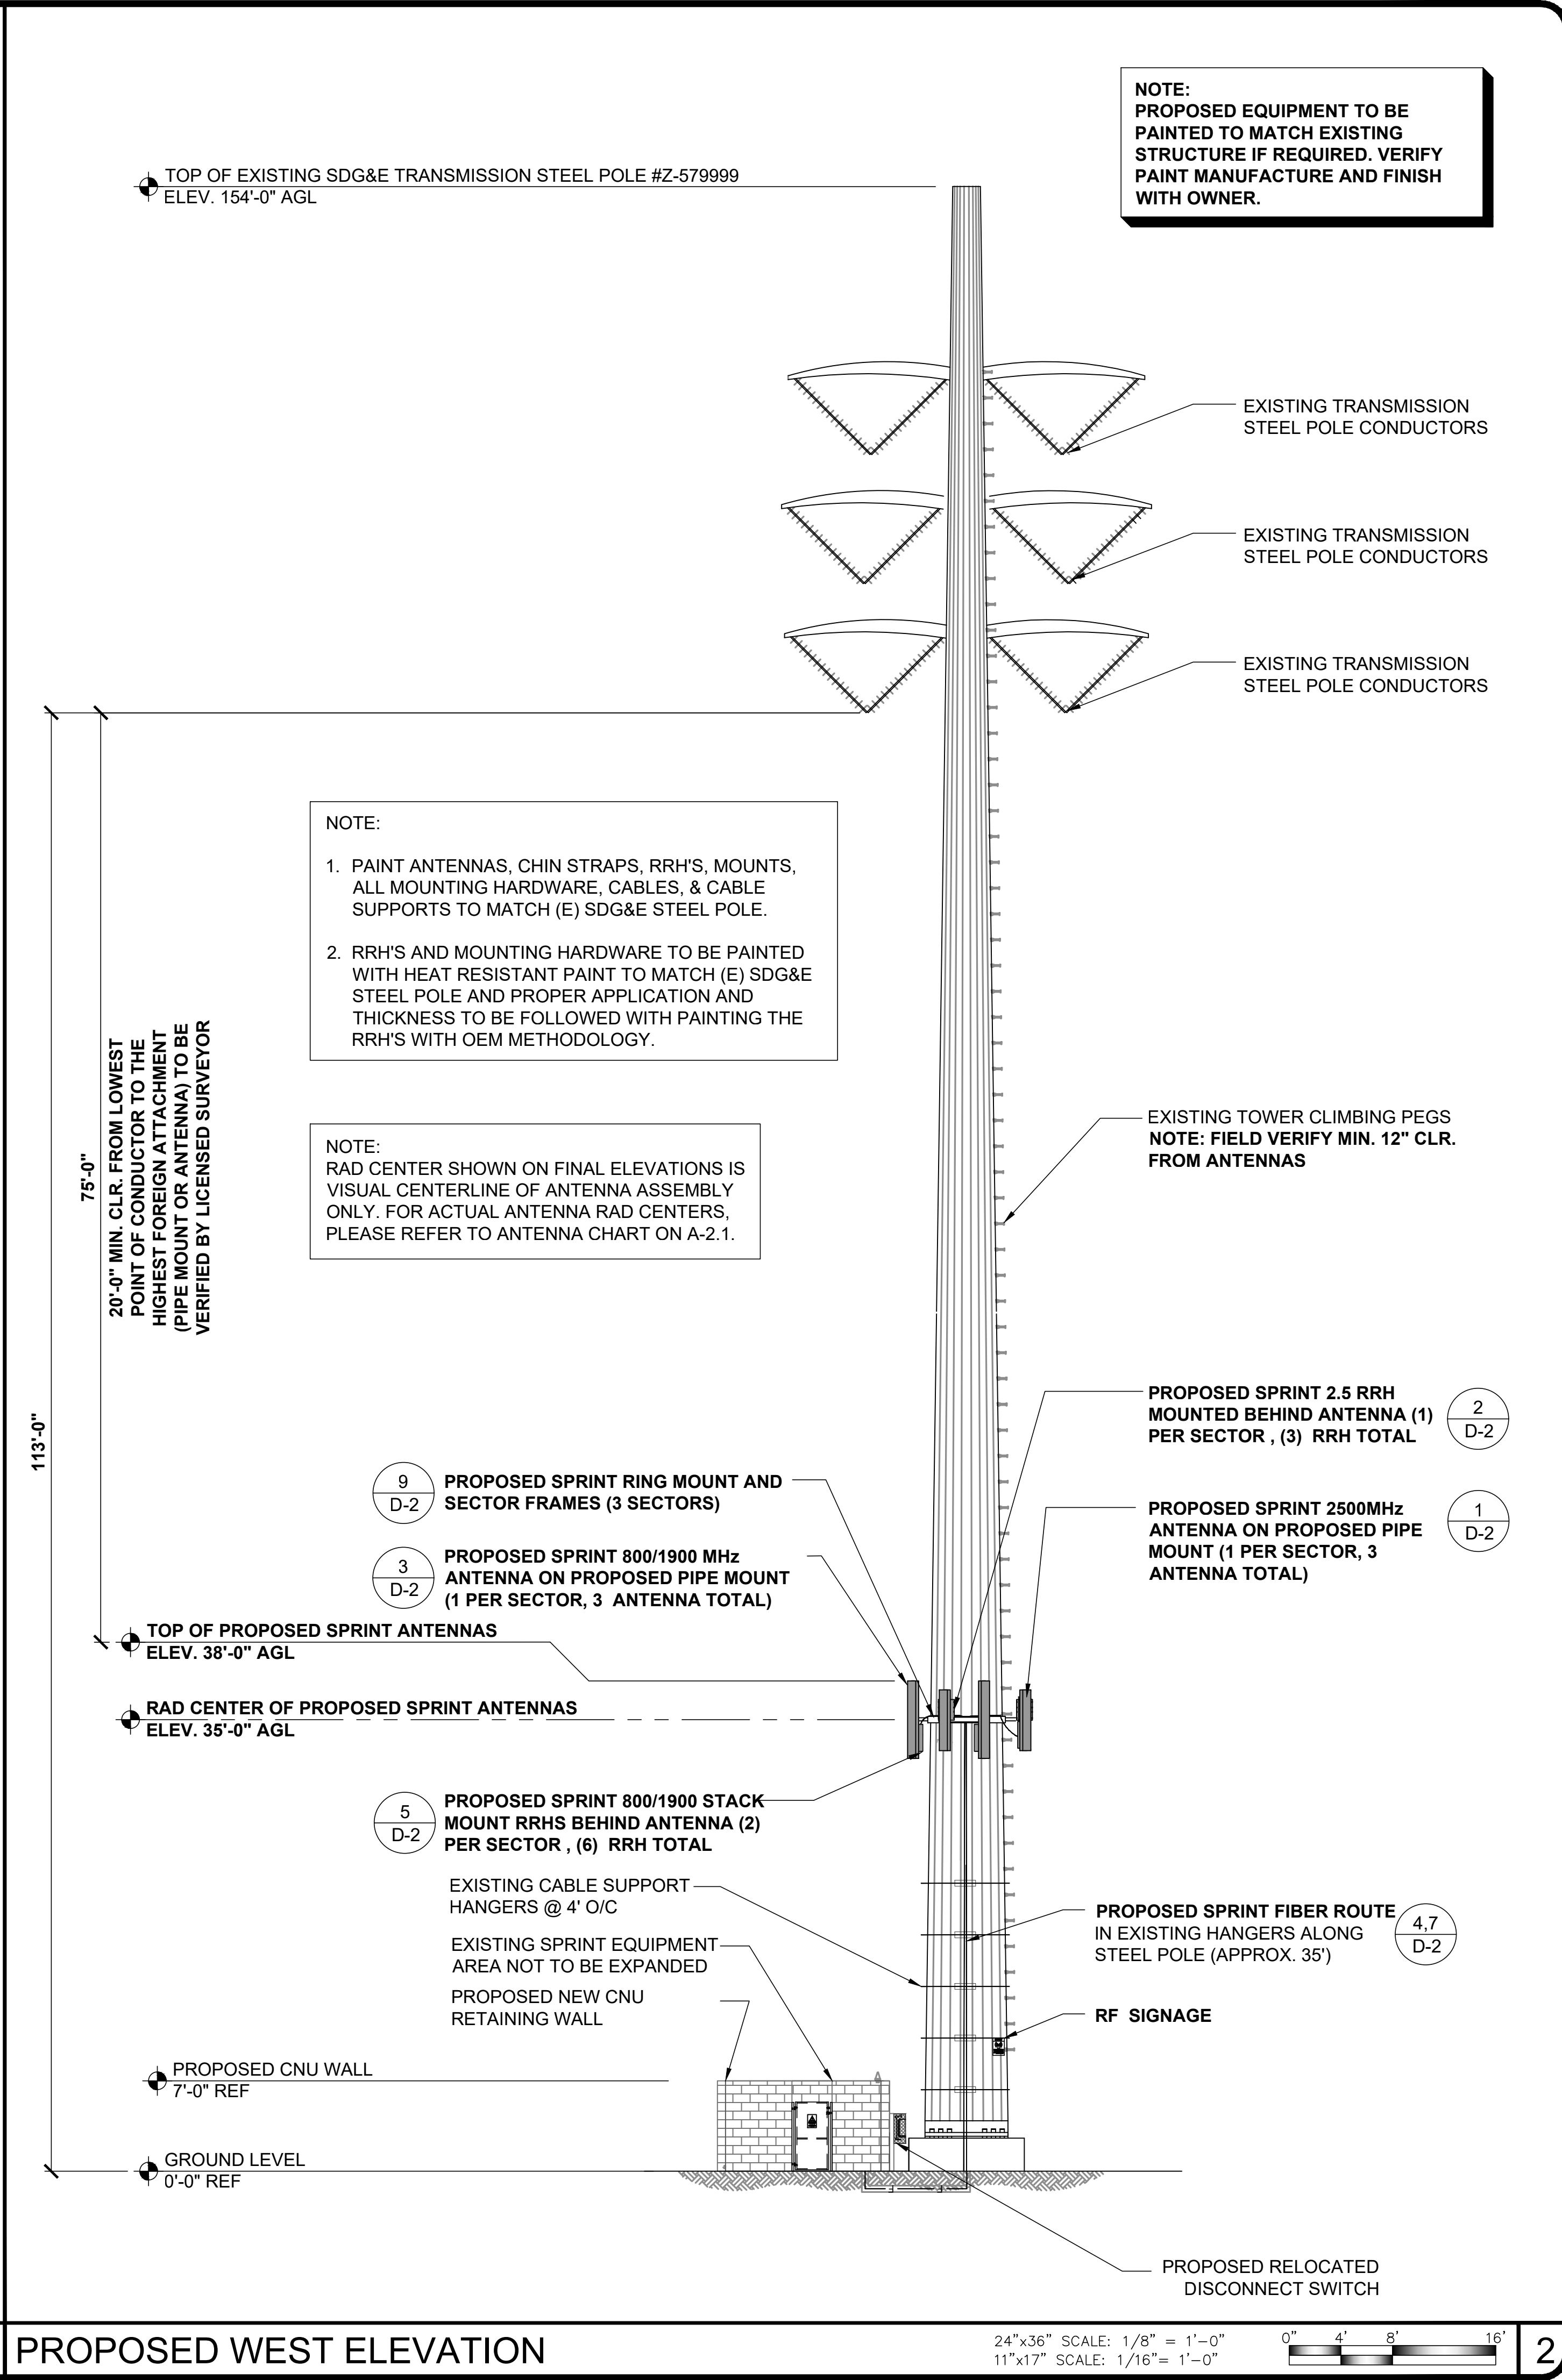 NOTE:
PROPOSED EQUIPMENT TO BE
PAINTED TO MATCH EXISTING
STRUCTURE IF REQUIRED. VERIFY
PAINT MANUFACTURE AND FINISH
WITH OWNER.
TOP OF EXISTING SDG&E TRANSMISSION STEEL POLE #Z-579999
ELEV. 154'-0" AGL
EXISTING TRANSMISSION
STEEL POLE CONDUCTORS
EXISTING TRANSMISSION
STEEL POLE CONDUCTORS
EXISTING TRANSMISSION
STEEL POLE CONDUCTORS
NOTE:
1. PAINT ANTENNAS, CHIN STRAPS, RRH'S, MOUNTS,
ALL MOUNTING HARDWARE, CABLES, & CABLE
SUPPORTS TO MATCH (E) SDG&E STEEL POLE.
2. RRH'S AND MOUNTING HARDWARE TO BE PAINTED
WITH HEAT RESISTANT PAINT TO MATCH (E) SDG&E
STEEL POLE AND PROPER APPLICATION AND
THICKNESS TO BE FOLLOWED WITH PAINTING THE
RRH'S WITH OEM METHODOLOGY.
113'-0"
75'-0"
20'-0" MIN. CLR. FROM LOWEST
POINT OF CONDUCTOR TO THE
HIGHEST FOREIGN ATTACHMENT
(PIPE MOUNT OR ANTENNA) TO BE
VERIFIED BY LICENSED SURVEYOR
NOTE:
RAD CENTER SHOWN ON FINAL ELEVATIONS IS
VISUAL CENTERLINE OF ANTENNA ASSEMBLY
ONLY. FOR ACTUAL ANTENNA RAD CENTERS,
PLEASE REFER TO ANTENNA CHART ON A-2.1.
EXISTING TOWER CLIMBING PEGS
NOTE: FIELD VERIFY MIN. 12" CLR.
FROM ANTENNAS
PROPOSED SPRINT 2.5 RRH
MOUNTED BEHIND ANTENNA (1)
PER SECTOR , (3) RRH TOTAL
2
D-2
9
D-2
PROPOSED SPRINT RING MOUNT AND
SECTOR FRAMES (3 SECTORS)
PROPOSED SPRINT 2500MHz
ANTENNA ON PROPOSED PIPE
MOUNT (1 PER SECTOR, 3
ANTENNA TOTAL)
1
D-2
3
D-2
PROPOSED SPRINT 800/1900 MHz
ANTENNA ON PROPOSED PIPE MOUNT
(1 PER SECTOR, 3 ANTENNA TOTAL)
TOP OF PROPOSED SPRINT ANTENNAS
ELEV. 38'-0" AGL
RAD CENTER OF PROPOSED SPRINT ANTENNAS
ELEV. 35'-0" AGL
5
D-2
PROPOSED SPRINT 800/1900 STACK
MOUNT RRHS BEHIND ANTENNA (2)
PER SECTOR , (6) RRH TOTAL
EXISTING CABLE SUPPORT
HANGERS @ 4' O/C
PROPOSED SPRINT FIBER ROUTE
IN EXISTING HANGERS ALONG
STEEL POLE (APPROX. 35')
4,7
D-2
EXISTING SPRINT EQUIPMENT
AREA NOT TO BE EXPANDED
PROPOSED NEW CNU
RETAINING WALL
RF SIGNAGE
PROPOSED CNU WALL
7'-0" REF
GROUND LEVEL
0'-0" REF
PROPOSED RELOCATED
DISCONNECT SWITCH
PROPOSED WEST ELEVATION
24"x36" SCALE: 1/8" = 1'-0"
11"x17" SCALE: 1/16"= 1'-0"
0" 4' 8' 16'
2